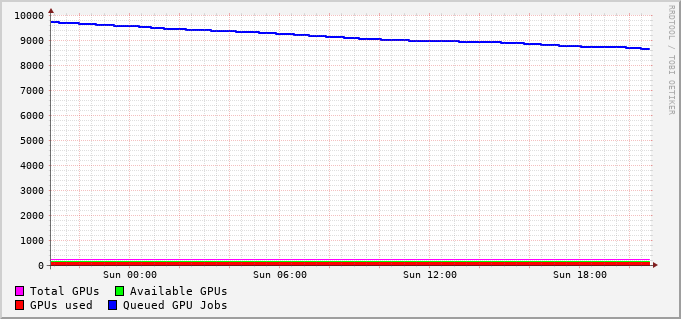 RRDTOOL / TOBI OETIKER
10000
9000
8000
7000
6000
5000
4000
3000
2000
1000
0
Sun 00:00 Sun 06:00 Sun 12:00 Sun 18:00
Total GPUs Available GPUs
GPUs used Queued GPU Jobs